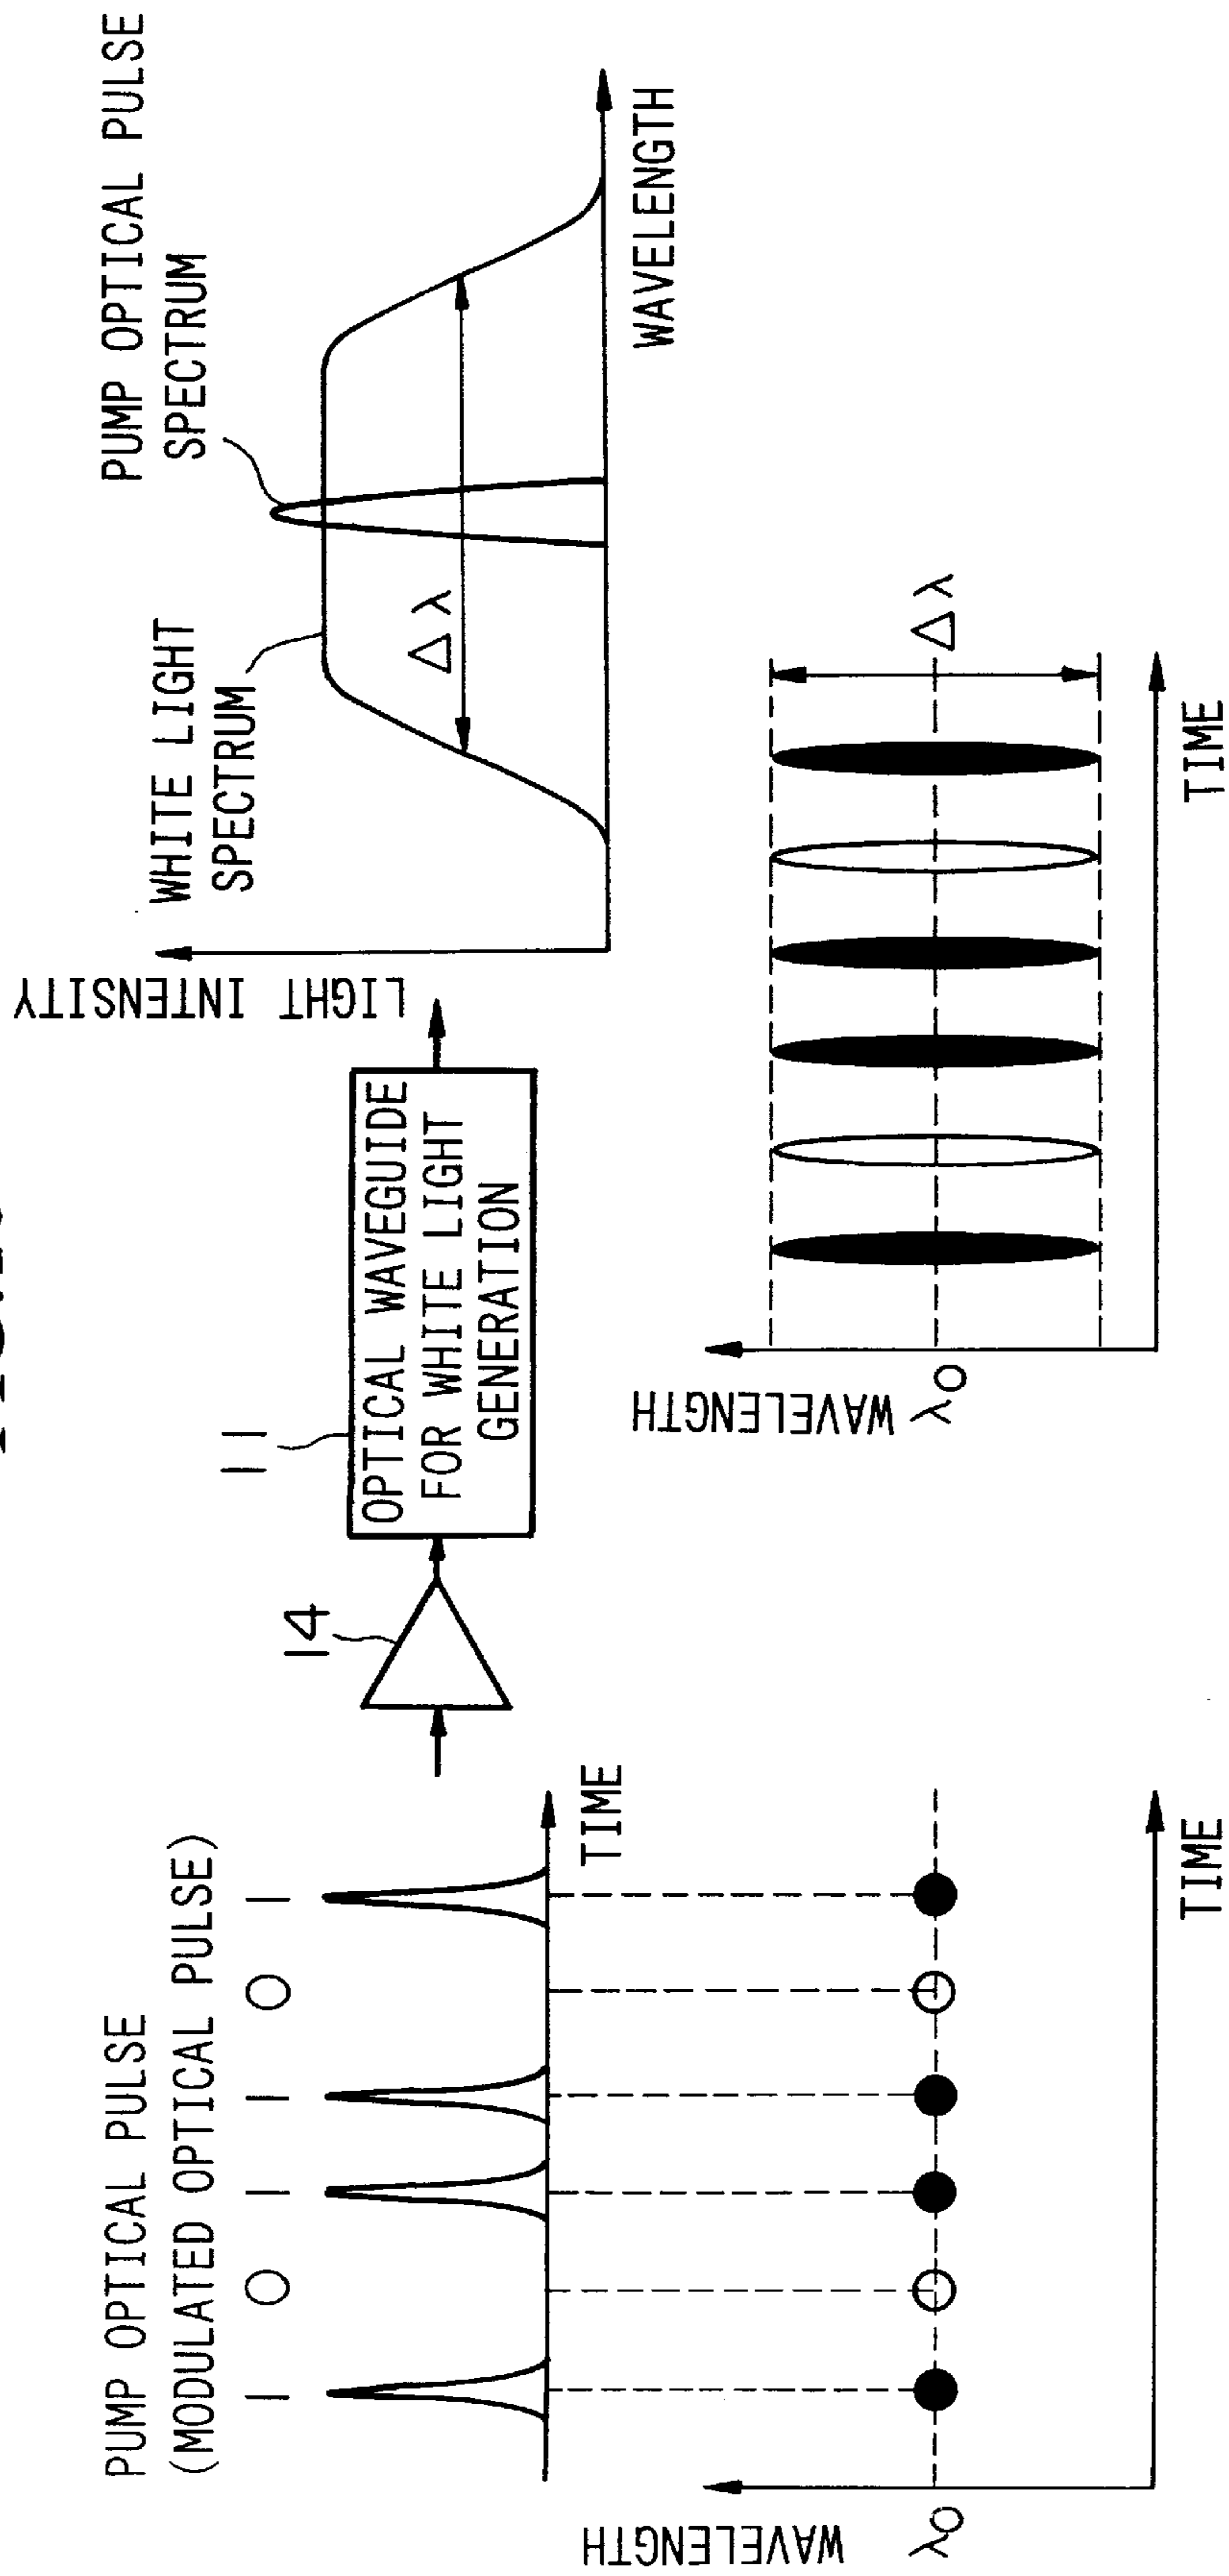 PUMP OPTICAL PULSE
(MODULATED OPTICAL PULSE)
1 0 1 1 0 1
TIME
WAVELENGTH
λ0
TIME
14
11
OPTICAL WAVEGUIDE
FOR WHITE LIGHT
GENERATION
LIGHT INTENSITY
WHITE LIGHT
SPECTRUM
PUMP OPTICAL PULSE
SPECTRUM
Δλ
WAVELENGTH
WAVELENGTH
λ0
Δλ
TIME